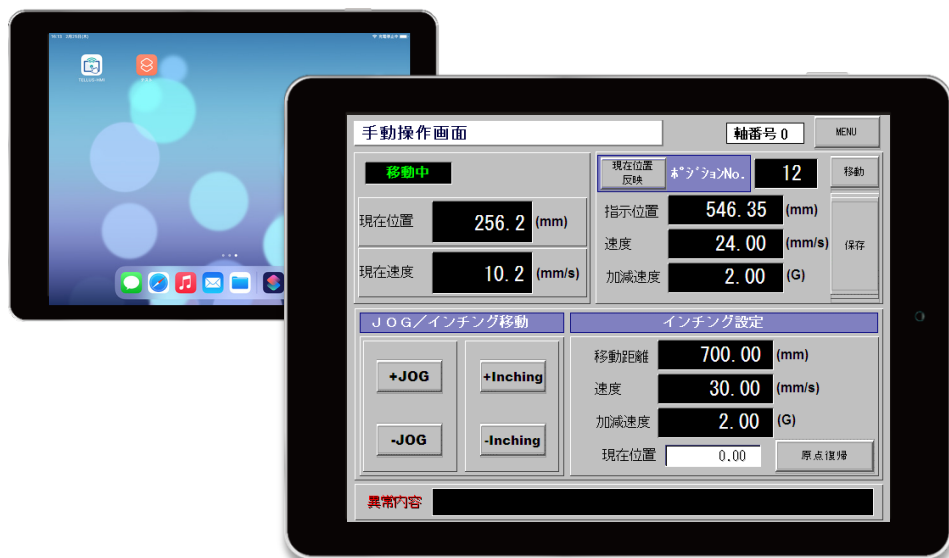 手動操作画面
軸番号 0
MENU
移動中
現在位置
256.2
(mm)
現在速度
10.2
(mm/s)
現在位置
反映
ポジションNo.
12
移動
指示位置
546.35
(mm)
速度
24.00
(mm/s)
加減速度
2.00
(G)
保存
JOG/インチング移動
+JOG
+Inching
-JOG
-Inching
インチング設定
移動距離
700.00
(mm)
速度
30.00
(mm/s)
加減速度
2.00
(G)
現在位置
0.00
原点復帰
異常内容